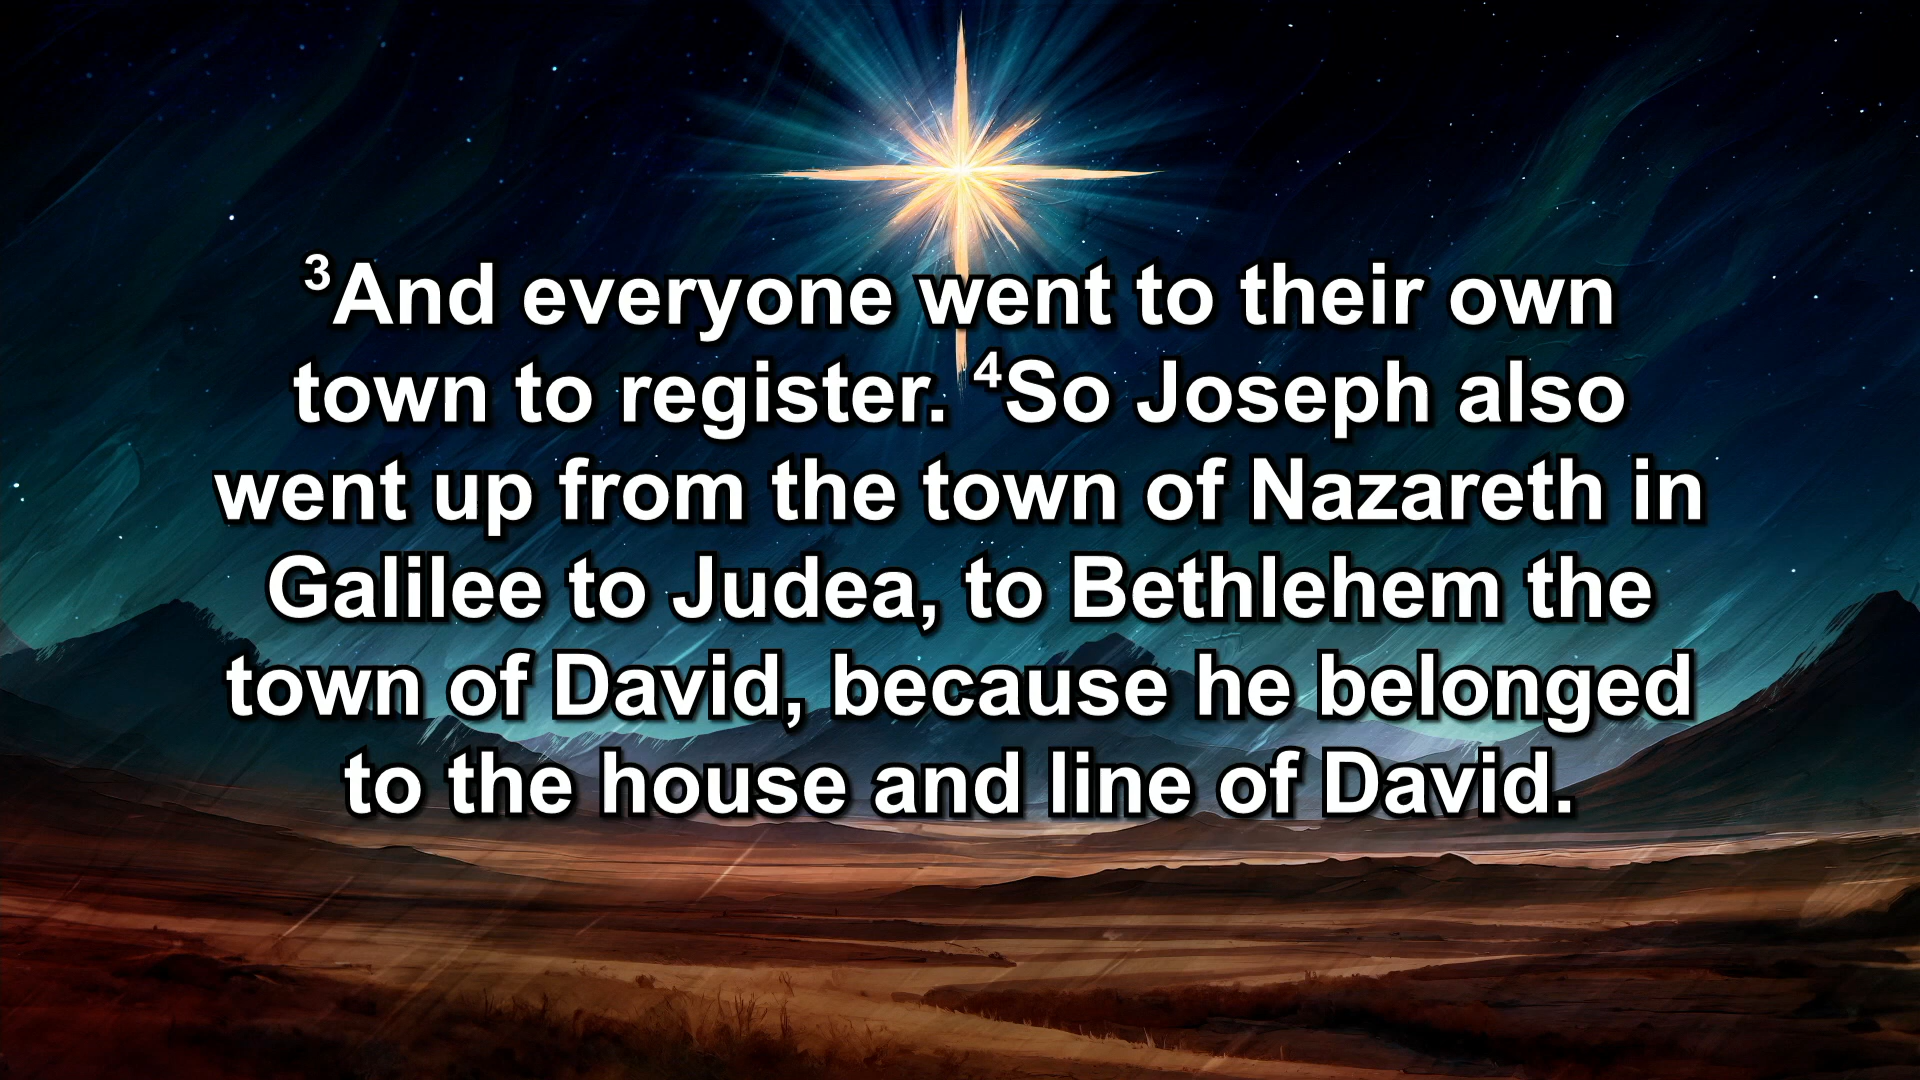 ³And everyone went to their own
town to register. ⁴So Joseph also
went up from the town of Nazareth in
Galilee to Judea, to Bethlehem the
town of David, because he belonged
to the house and line of David.